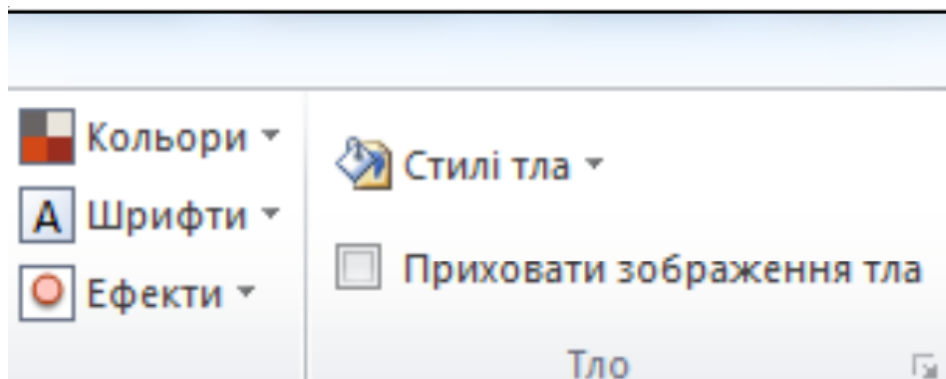 Кольори
Шрифти
Ефекти
Стилі тла
Приховати зображення тла
Тло